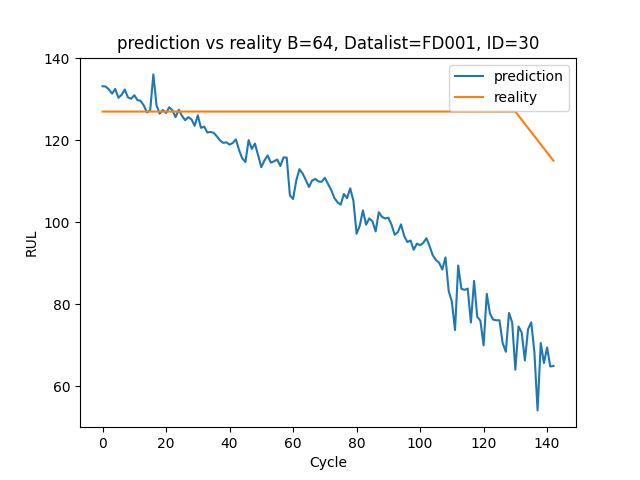 prediction vs reality B=64, Datalist=FD001, ID=30
prediction
reality
140
120
100
80
60
RUL
0 20 40 60 80 100 120 140
Cycle